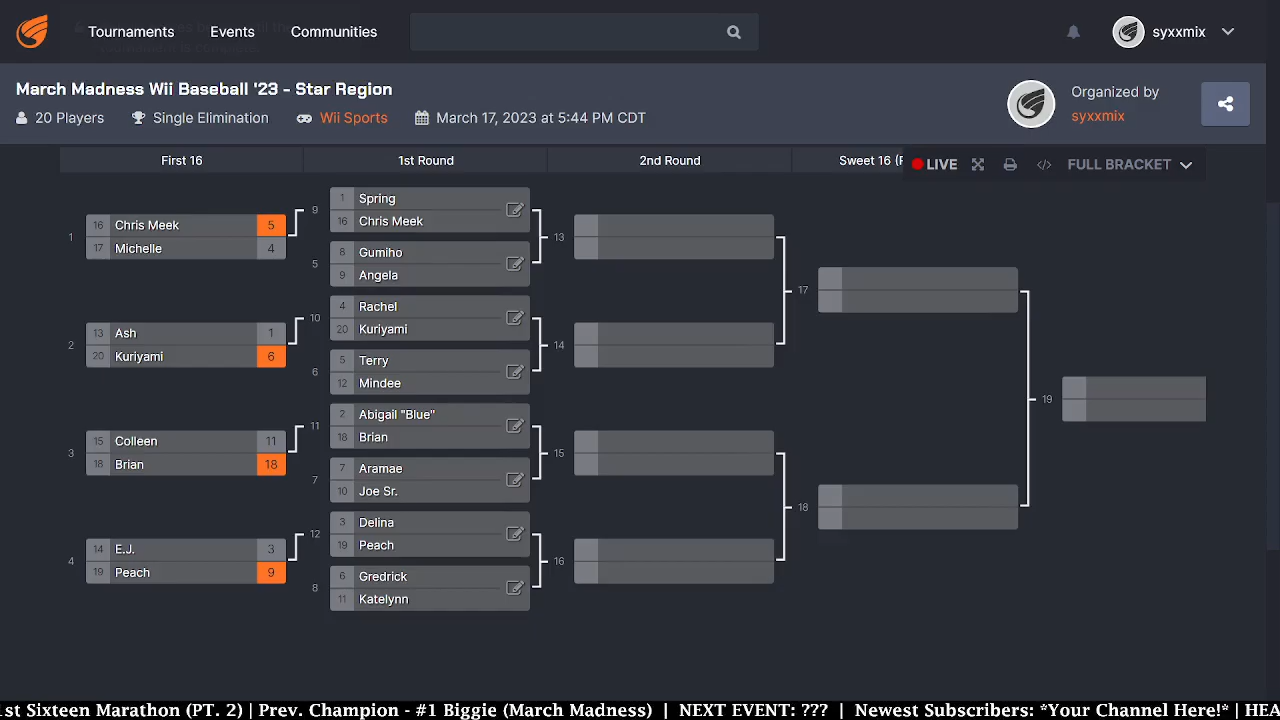 Tournaments Events Communities syxxmix
March Madness Wii Baseball '23 - Star Region
20 Players Single Elimination Wii Sports March 17, 2023 at 5:44 PM CDT
Organized by
syxxmix
First 16 1st Round 2nd Round Sweet 16 (F
LIVE </> FULL BRACKET
1
16 Chris Meek 5
17 Michelle 4
2
13 Ash 1
20 Kuriyami 6
3
15 Colleen 11
18 Brian 18
4
14 E.J. 3
19 Peach 9
9
1 Spring
16 Chris Meek
5
8 Gumiho
9 Angela
10
4 Rachel
20 Kuriyami
6
5 Terry
12 Mindee
11
2 Abigail "Blue"
18 Brian
7
7 Aramae
10 Joe Sr.
12
3 Delina
19 Peach
8
6 Gredrick
11 Katelynn
13
14
15
16
17
18
19
1st Sixteen Marathon (PT. 2) | Prev. Champion - #1 Biggie (March Madness) | NEXT EVENT: ??? | Newest Subscribers: *Your Channel Here!* | HEA